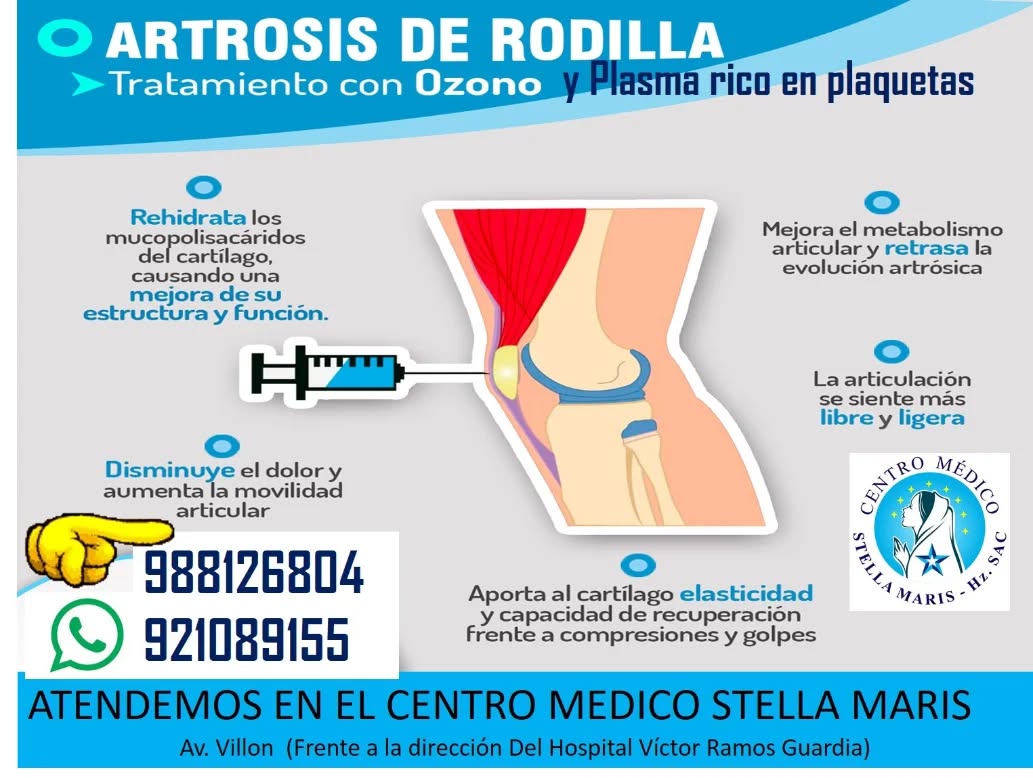 ARTROSIS DE RODILLA
Tratamiento con Ozono y Plasma rico en plaquetas
Rehidrata los
mucopolisacáridos
del cartílago,
causando una
mejora de su
estructura y función.
Mejora el metabolismo
articular y retrasa la
evolución artrósica
La articulación
se siente más
libre y ligera
Disminuye el dolor y
aumenta la movilidad
articular
988126804
921089155
Aporta al cartílago elasticidad
y capacidad de recuperación
frente a compresiones y golpes
CENTRO MÉDICO
STELLA MARIS - Hz. SAC
ATENDEMOS EN EL CENTRO MEDICO STELLA MARIS
Av. Villon (Frente a la dirección Del Hospital Víctor Ramos Guardia)